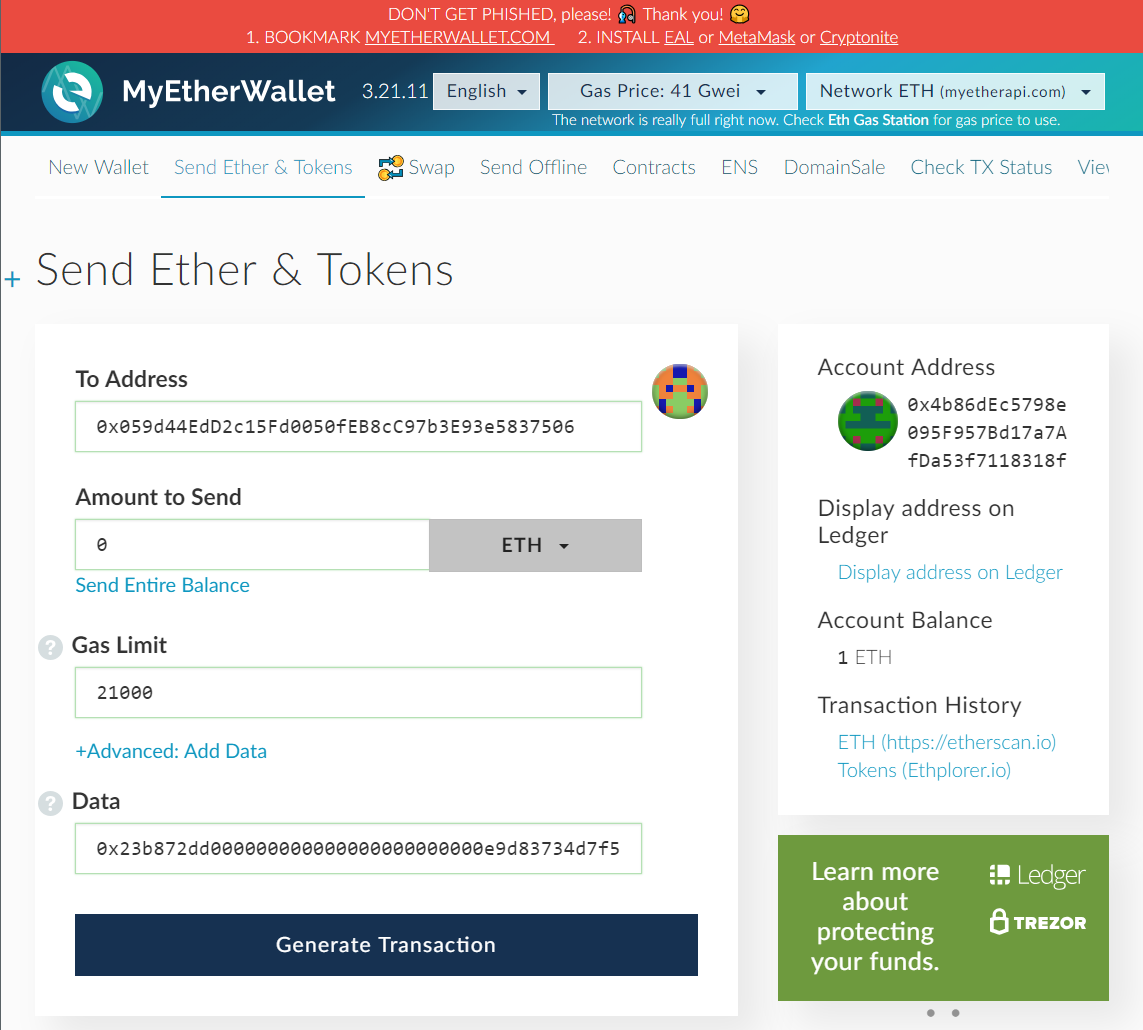 DON'T GET PHISHED, please! Thank you!
1. BOOKMARK MYETHERWALLET.COM 2. INSTALL EAL or MetaMask or Cryptonite
MyEtherWallet 3.21.11 English Gas Price: 41 Gwei Network ETH (myetherapi.com)
The network is really full right now. Check Eth Gas Station for gas price to use.
New Wallet Send Ether & Tokens Swap Send Offline Contracts ENS DomainSale Check TX Status View
+ Send Ether & Tokens
To Address
0x059d44EdD2c15Fd0050fEB8cC97b3E93e5837506
Amount to Send
0 ETH
Send Entire Balance
? Gas Limit
21000
+Advanced: Add Data
? Data
0x23b872dd000000000000000000000000e9d83734d7f5
Generate Transaction
Account Address
0x4b86dEc5798e
095F957Bd17a7A
fDa53f7118318f
Display address on
Ledger
Display address on Ledger
Account Balance
1 ETH
Transaction History
ETH (https://etherscan.io)
Tokens (Ethplorer.io)
Learn more
about
protecting
your funds.
Ledger
TREZOR